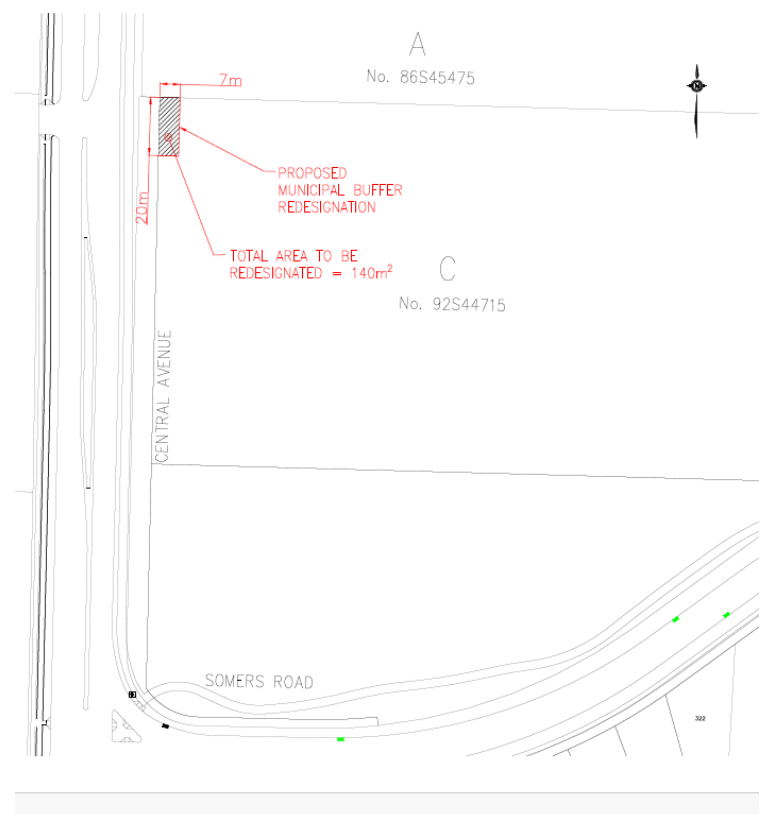 A
No. 86S45475
7m
N
20m
PROPOSED
MUNICIPAL BUFFER
REDESIGNATION
TOTAL AREA TO BE
REDESIGNATED = 140m²
C
No. 92S44715
CENTRAL AVENUE
SOMERS ROAD
322